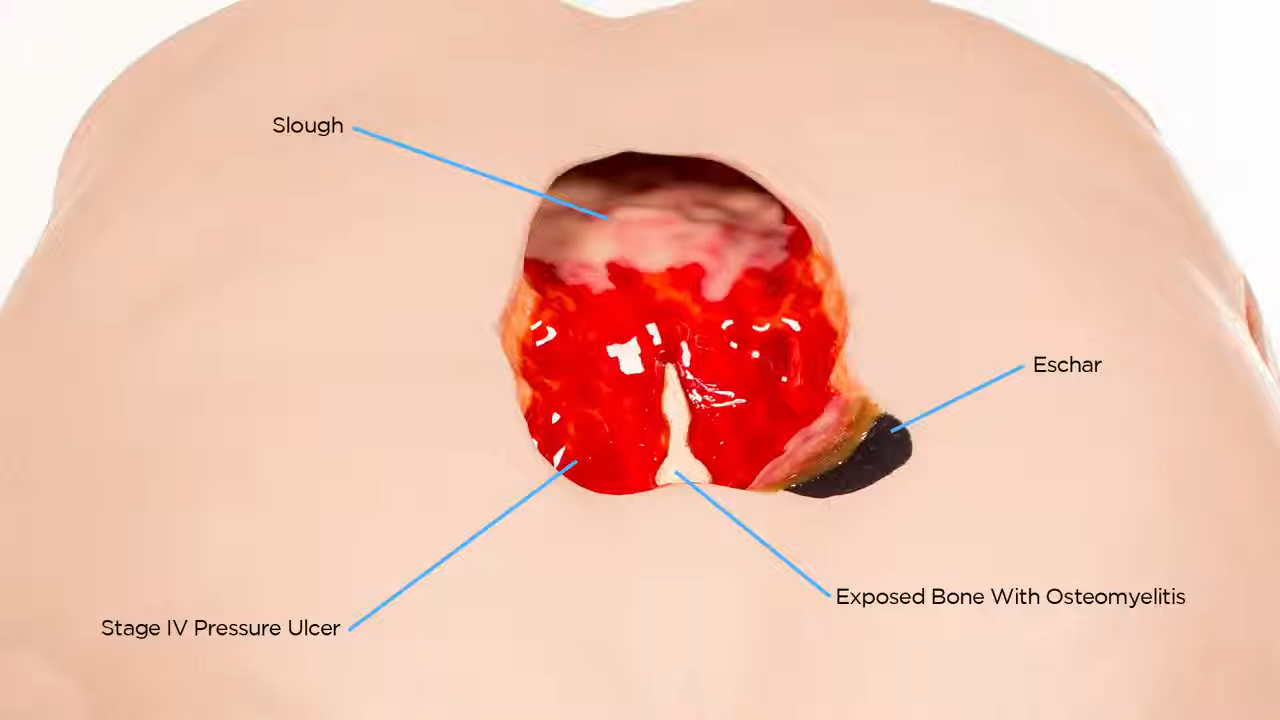 Slough
Eschar
Exposed Bone With Osteomyelitis
Stage IV Pressure Ulcer